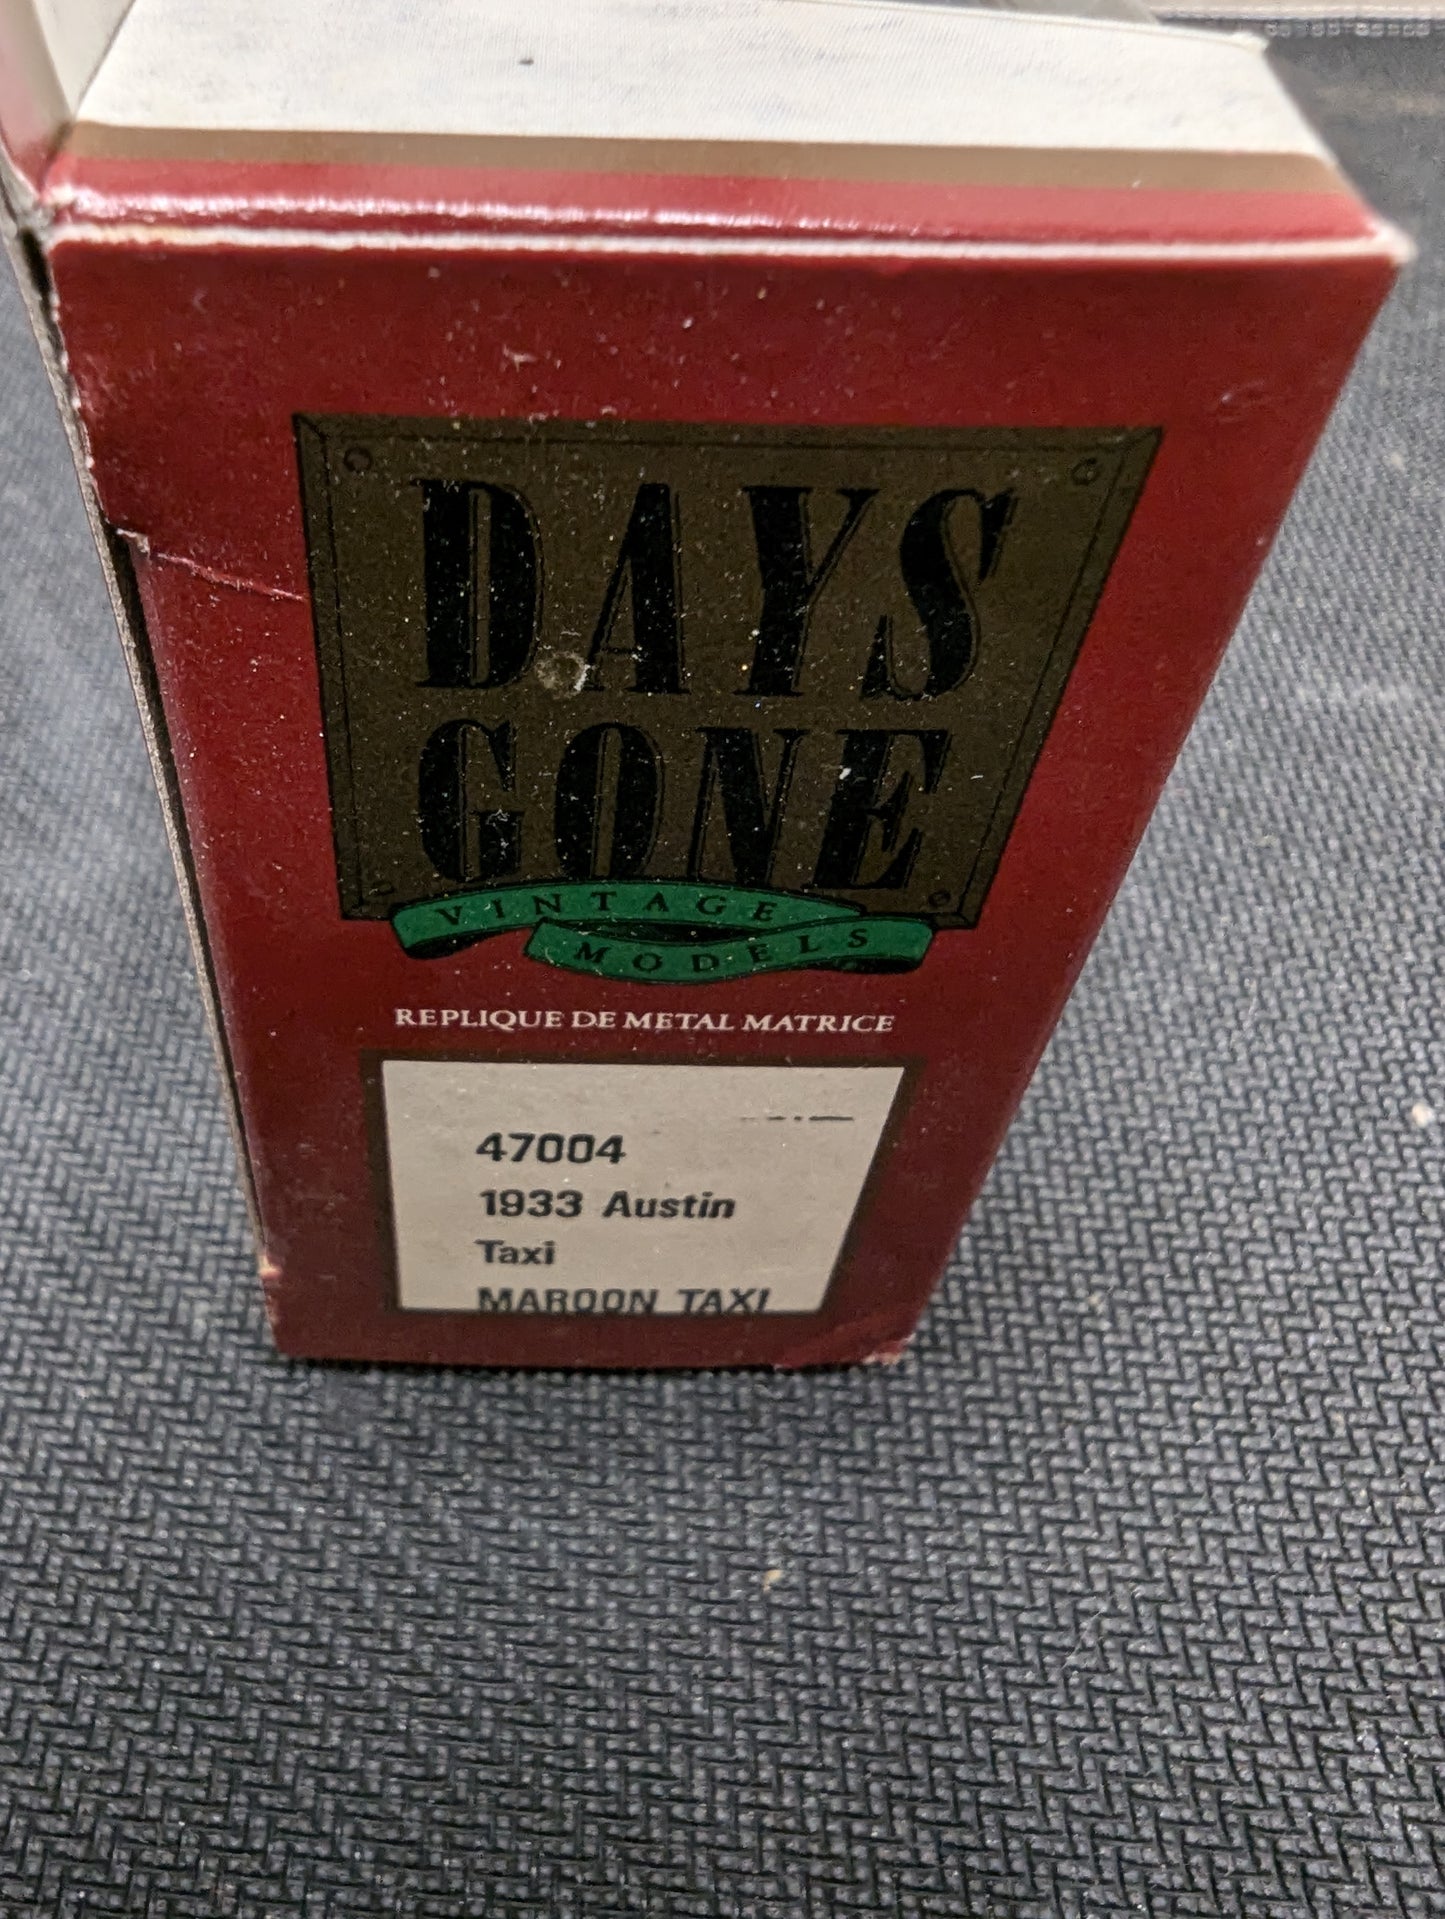 DAYS
GONE
VINTAGE
MODELS
REPLIQUE DE METAL MATRICE
47004
1933 Austin
Taxi
MAROON TAXI